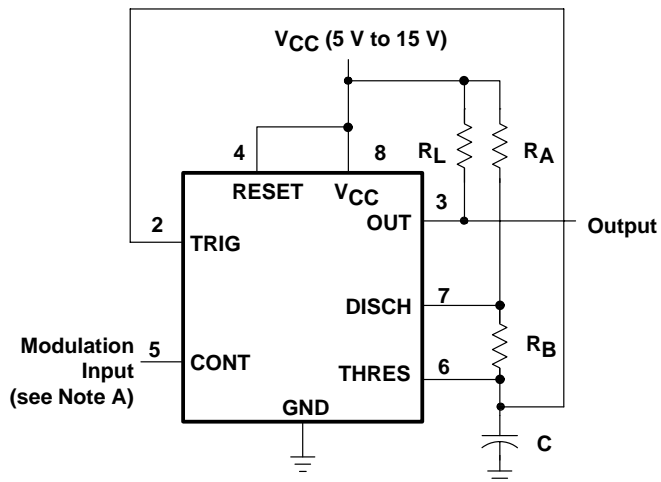 VCC (5 V to 15 V)
4
8
RL
RA
RESET
VCC
3
2
OUT
Output
TRIG
7
DISCH
Modulation
Input
(see Note A)
5
CONT
RB
6
THRES
GND
C